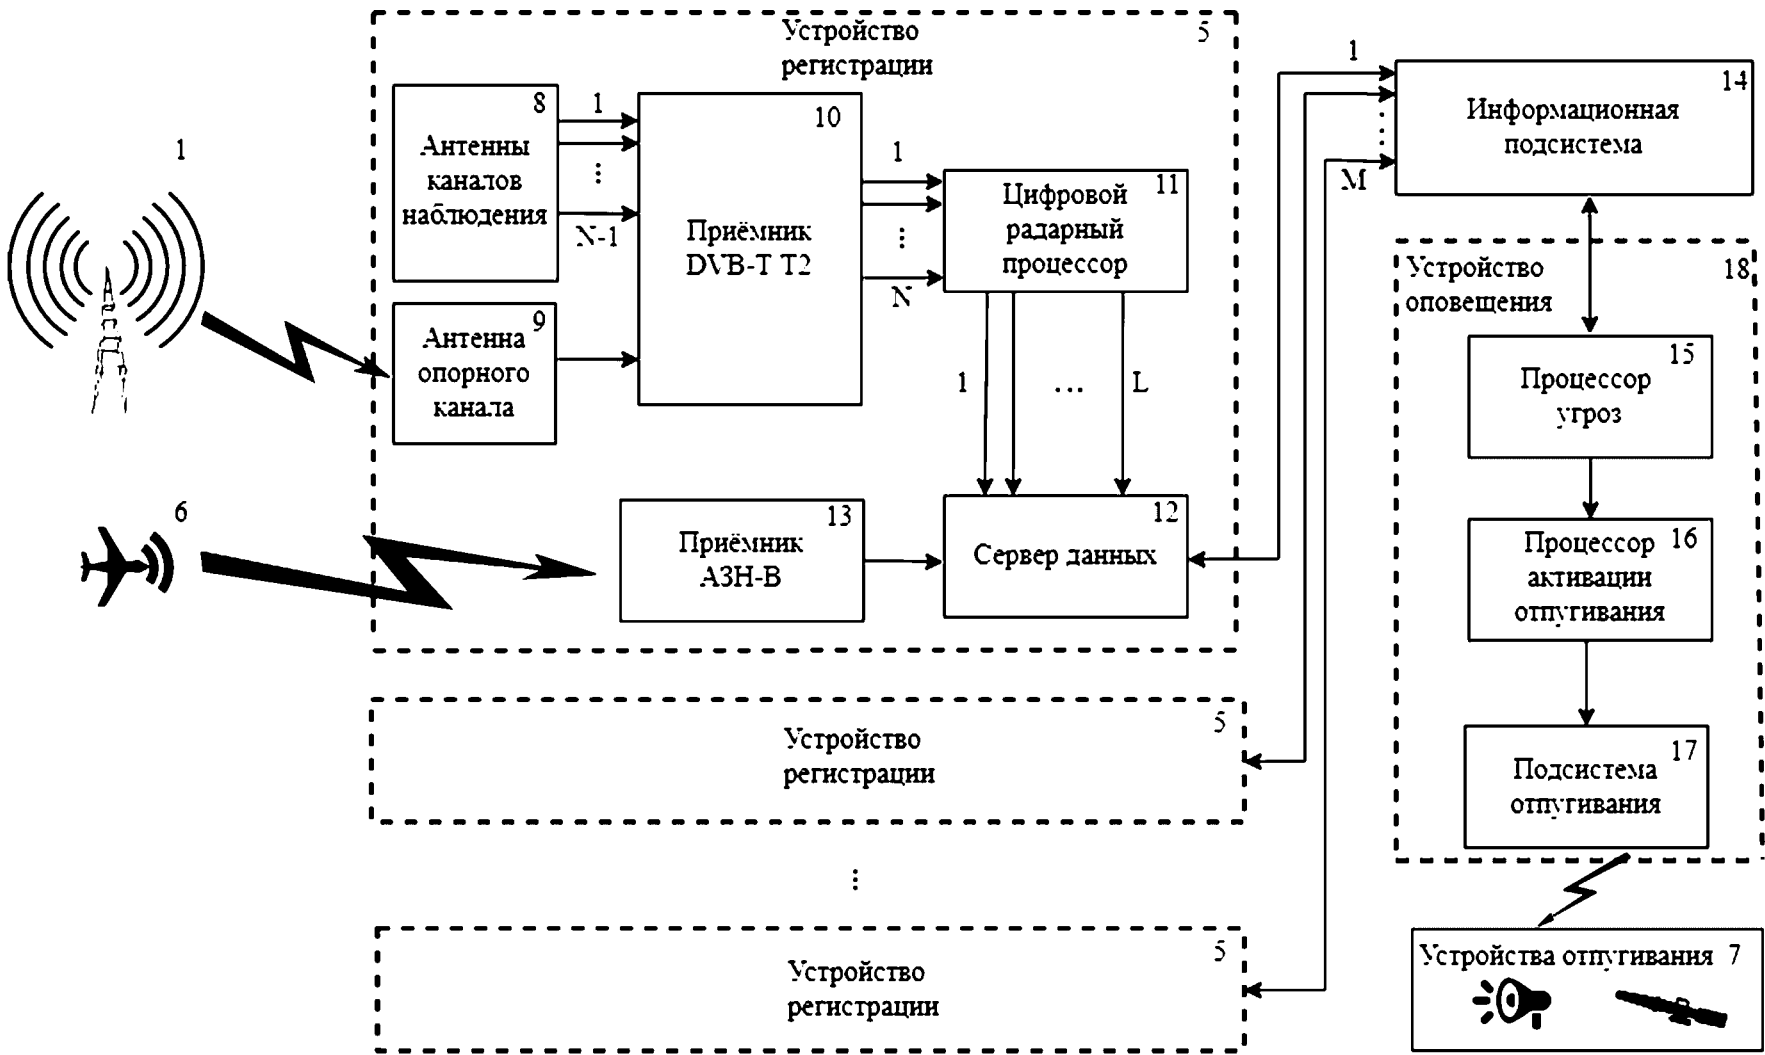 1
6
Устройство
регистрации
5
8
Антенны
каналов
наблюдения
1
...
N-1
9
Антенна
опорного
канала
10
Приёмник
DVB-T T2
1
...
N
11
Цифровой
радарный
процессор
1
...
L
13
Приёмник
АЗН-В
12
Сервер данных
5
Устройство
регистрации
...
5
Устройство
регистрации
1
...
M
14
Информационная
подсистема
Устройство
оповещения
18
15
Процессор
угроз
Процессор 16
активации
отпугивания
17
Подсистема
отпугивания
Устройства отпугивания 7